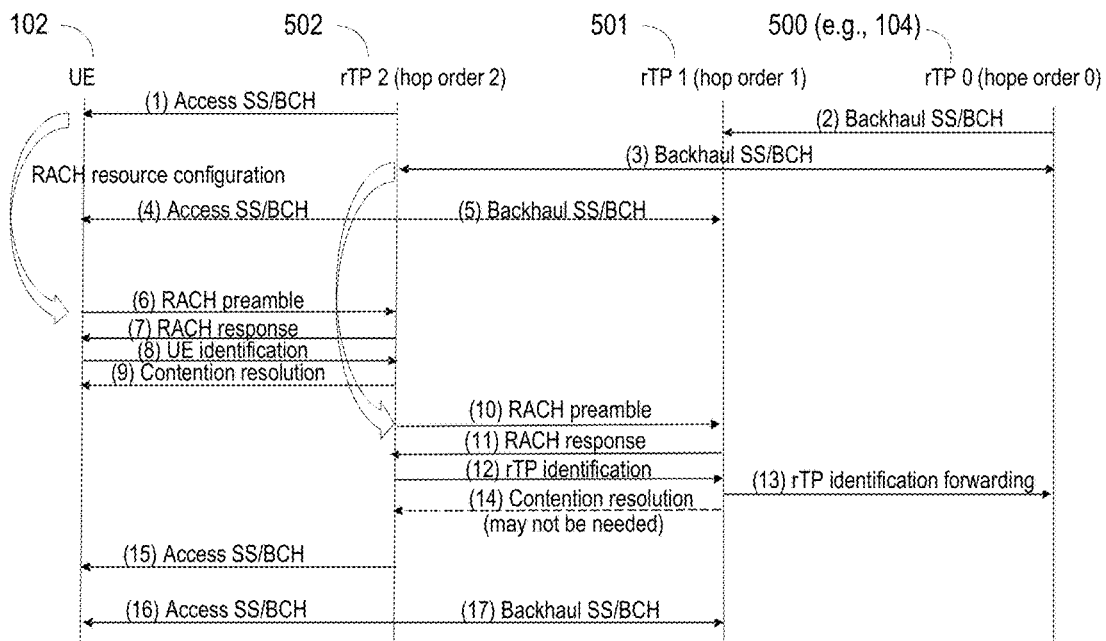 102 502 501 500 (e.g., 104)
UE rTP 2 (hop order 2) rTP 1 (hop order 1) rTP 0 (hope order 0)
(1) Access SS/BCH
(2) Backhaul SS/BCH
(3) Backhaul SS/BCH
RACH resource configuration
(4) Access SS/BCH (5) Backhaul SS/BCH
(6) RACH preamble
(7) RACH response
(8) UE identification
(9) Contention resolution
(10) RACH preamble
(11) RACH response
(12) rTP identification
(13) rTP identification forwarding
(14) Contention resolution
(may not be needed)
(15) Access SS/BCH
(16) Access SS/BCH (17) Backhaul SS/BCH